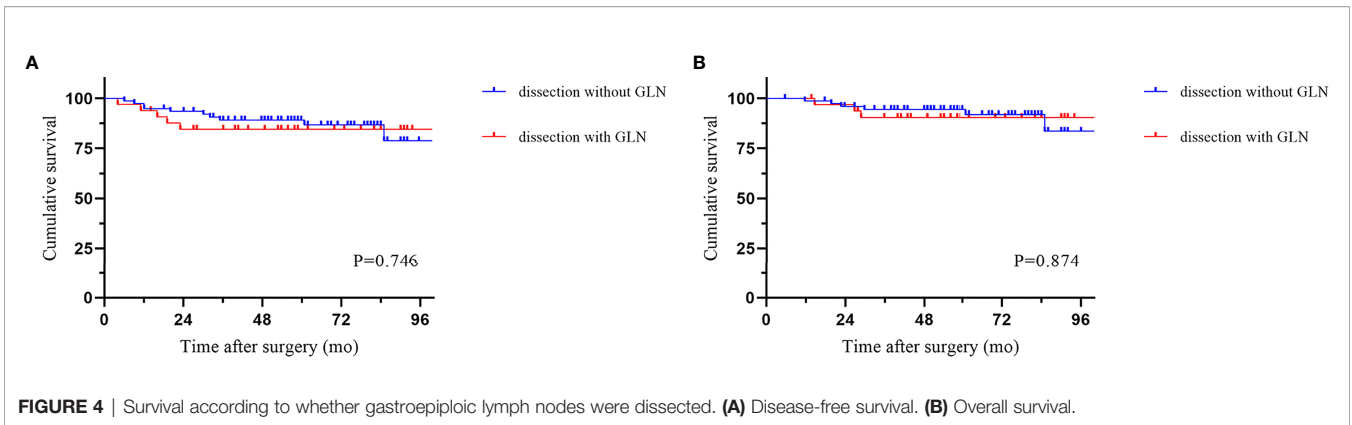 A
Cumulative survival
100
75
50
25
0
0 24 48 72 96
Time after surgery (mo)
P=0.746
dissection without GLN
dissection with GLN
B
Cumulative survival
100
75
50
25
0
0 24 48 72 96
Time after surgery (mo)
P=0.874
dissection without GLN
dissection with GLN
FIGURE 4 | Survival according to whether gastroepiploic lymph nodes were dissected. (A) Disease-free survival. (B) Overall survival.